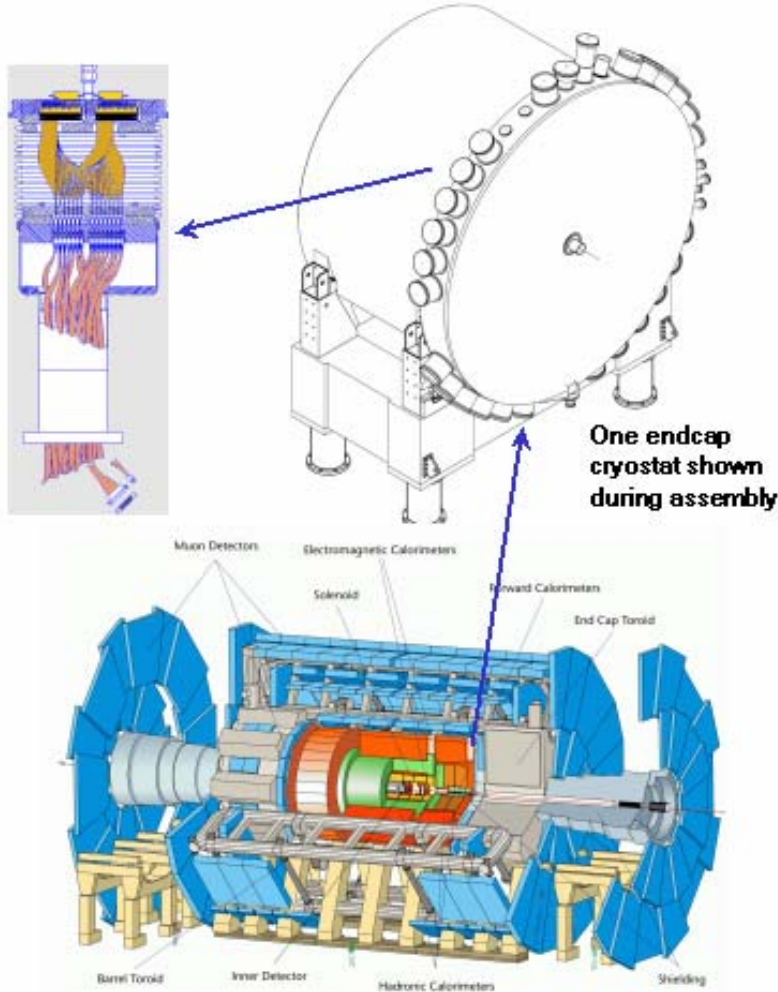 One endcap
cryostat shown
during assembly
Muon Detectors
Electromagnetic Calorimeters
Solenoid
Forward Calorimeters
End Cap Toroid
Barrel Toroid
Inner Detector
Hadronic Calorimeters
Shielding